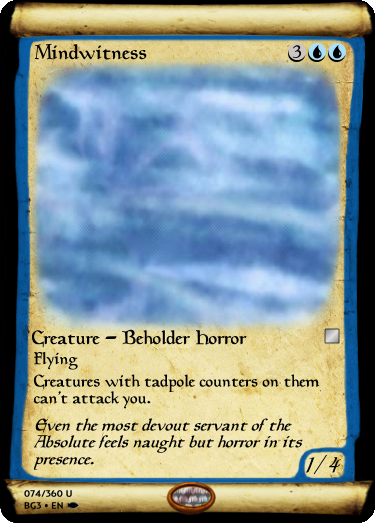 Mindwitness 3
Creature – Beholder Horror
Flying
Creatures with tadpole counters on them
can't attack you.
Even the most devout servant of the
Absolute feels naught but horror in its
presence.
1/4
074/360 U
BG3 • EN